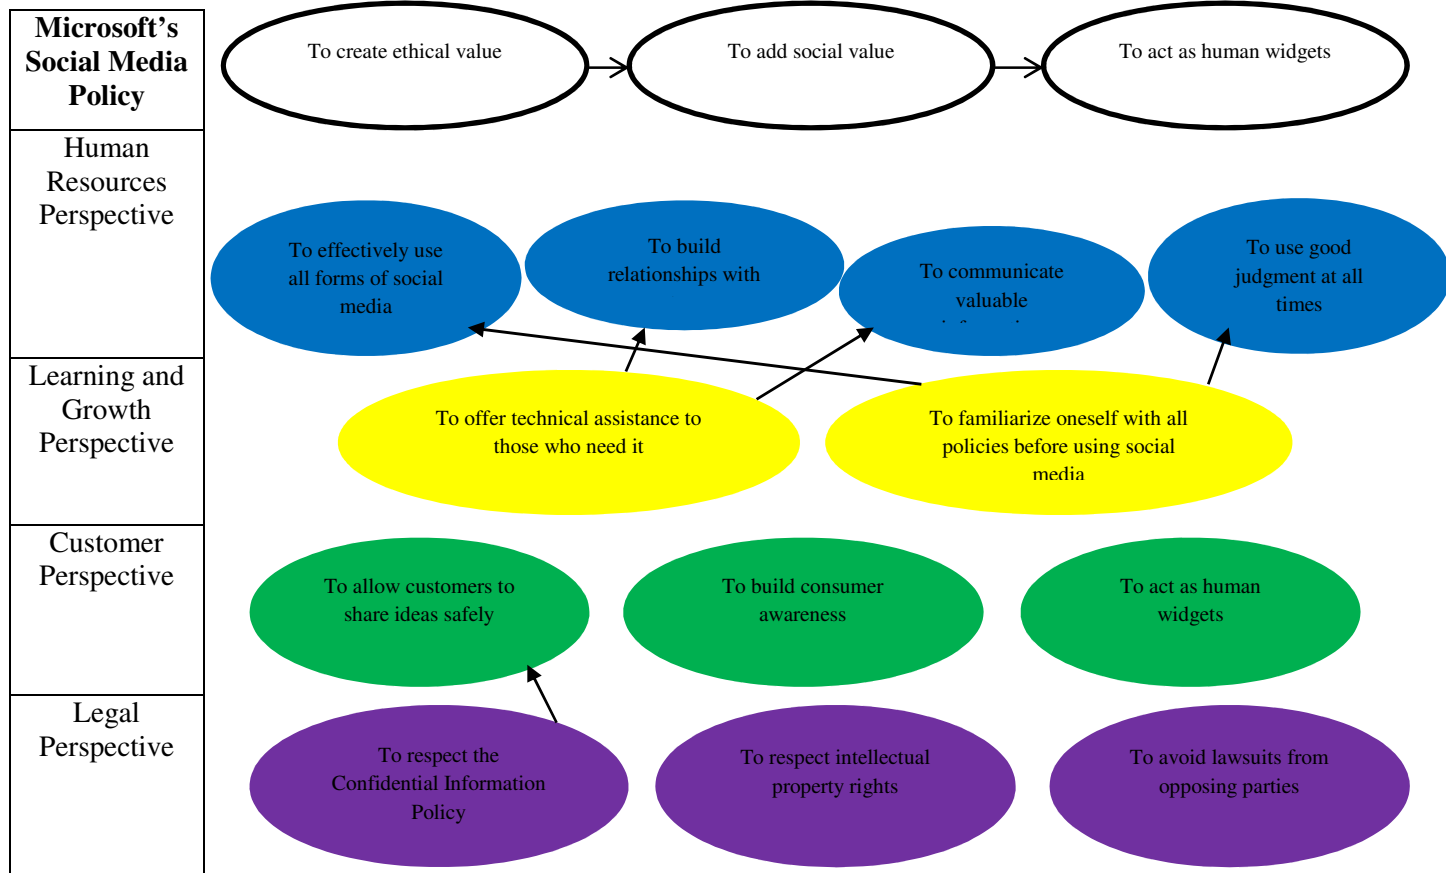 Microsoft's
Social Media
Policy
To create ethical value
To add social value
To act as human widgets
Human
Resources
Perspective
To effectively use
all forms of social
media
To build
relationships with
To communicate
valuable
To use good
judgment at all
times
Learning and
Growth
Perspective
To offer technical assistance to
those who need it
To familiarize oneself with all
policies before using social
media
Customer
Perspective
To allow customers to
share ideas safely
To build consumer
awareness
To act as human
widgets
Legal
Perspective
To respect the
Confidential Information
Policy
To respect intellectual
property rights
To avoid lawsuits from
opposing parties